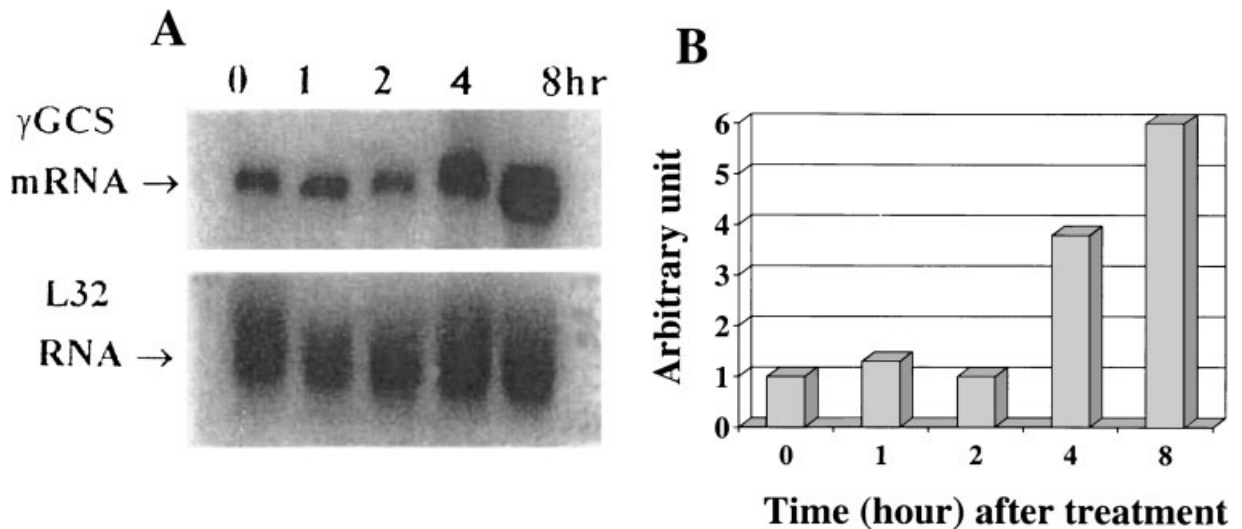 A
0 1 2 4 8hr
γGCS
mRNA →
L32
RNA →
B
Arbitrary unit
6
5
4
3
2
1
0
0 1 2 4 8
Time (hour) after treatment